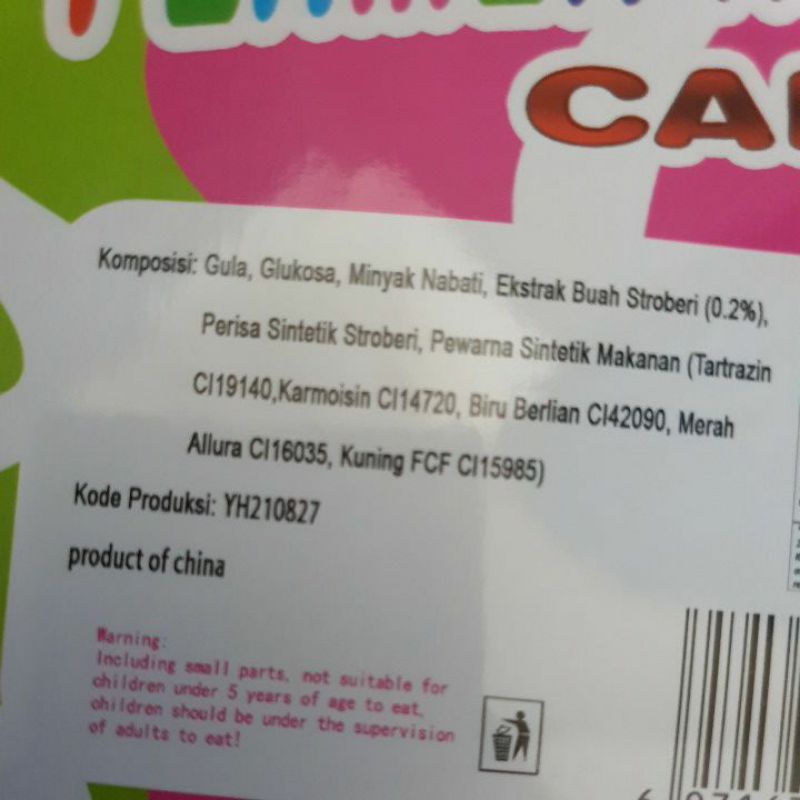 CA
Komposisi: Gula, Glukosa, Minyak Nabati, Ekstrak Buah Stroberi (0.2%),
Perisa Sintetik Stroberi, Pewarna Sintetik Makanan (Tartrazin
CI19140,Karmoisin CI14720, Biru Berlian CI42090, Merah
Allura CI16035, Kuning FCF CI15985)
Kode Produksi: YH210827
product of china
Warning:
Including small parts, not suitable for
children under 5 years of age to eat,
children should be under the supervision
of adults to eat!